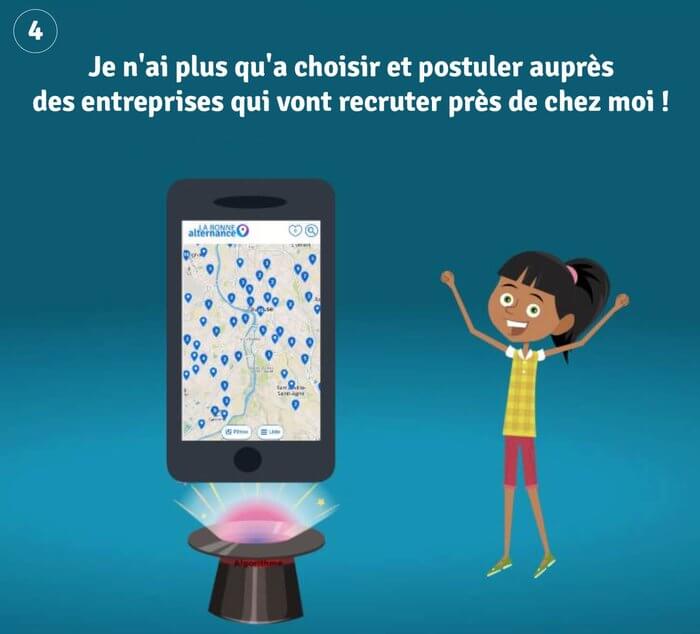 4
Je n'ai plus qu'a choisir et postuler auprès
des entreprises qui vont recruter près de chez moi !
LA BONNE
alternance
Filtres
Liste
Algorithme